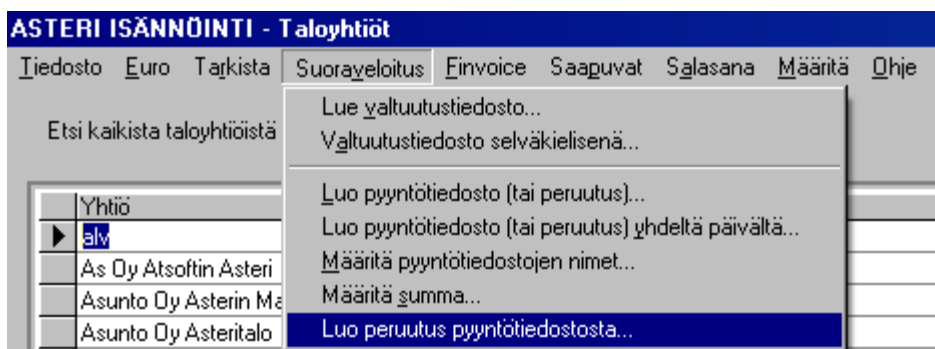 ASTERI ISÄNNÖINTI - Taloyhtiöt
Tiedosto Euro Tarkista Suoraveloitus Finvoice Saapuvat Salasana Määritä Ohje
Lue valtuutustiedosto...
Etsi kaikista taloyhtiöistä
Valtuutustiedosto selväkielisenä...
Luo pyyntötiedosto (tai peruutus)...
Yhtiö
Luo pyyntötiedosto (tai peruutus) yhdeltä päivältä...
alv
Määritä pyyntötiedostojen nimet...
As Oy Atsoftin Asteri
Määritä summa...
Asunto Oy Asterin Ma
Luo peruutus pyyntötiedostosta...
Asunto Oy Asteritalo